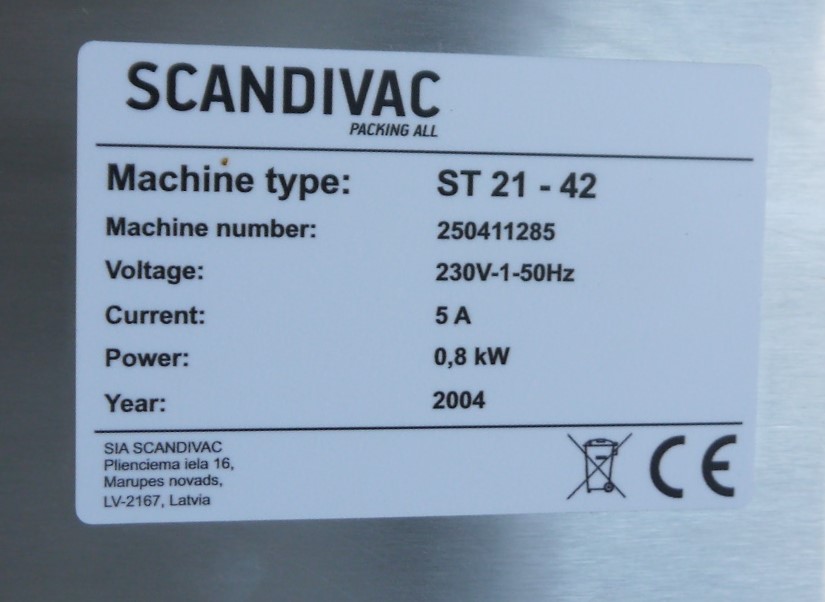 SCANDIVAC
PACKING ALL
Machine type: ST 21 - 42
Machine number: 250411285
Voltage: 230V-1-50Hz
Current: 5 A
Power: 0,8 kW
Year: 2004
SIA SCANDIVAC
Plienciema iela 16,
Marupes novads,
LV-2167, Latvia
CE